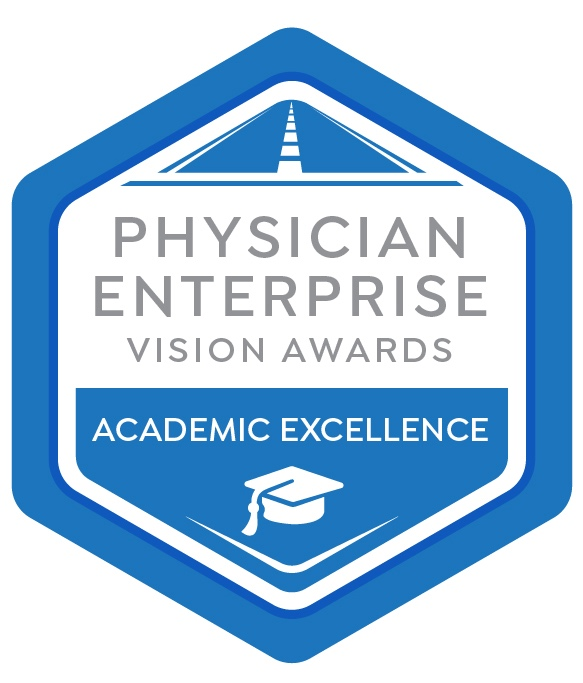 PHYSICIAN
ENTERPRISE
VISION AWARDS
ACADEMIC EXCELLENCE